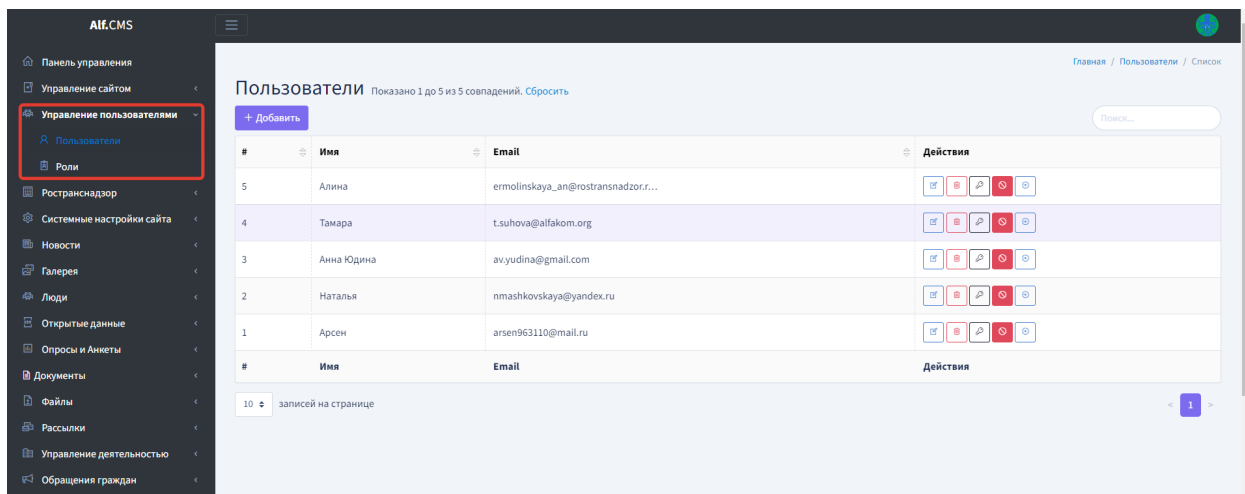 Alf.CMS
Панель управления
Управление сайтом
Управление пользователями
Пользователи
Роли
Ространснадзор
Системные настройки сайта
Новости
Галерея
Люди
Открытые данные
Опросы и Анкеты
Документы
Файлы
Рассылки
Управление деятельностью
Обращения граждан
Главная / Пользователи / Список
Пользователи Показано 1 до 5 из 5 совпадений. Сбросить
+ Добавить
Поиск...
# Имя Email Действия
5 Алина ermolinskaya_an@rostransnadzor.r...
4 Тамара t.suhova@alfakom.org
3 Анна Юдина av.yudina@gmail.com
2 Наталья nmashkovskaya@yandex.ru
1 Арсен arsen963110@mail.ru
# Имя Email Действия
10 записей на странице
< 1 >